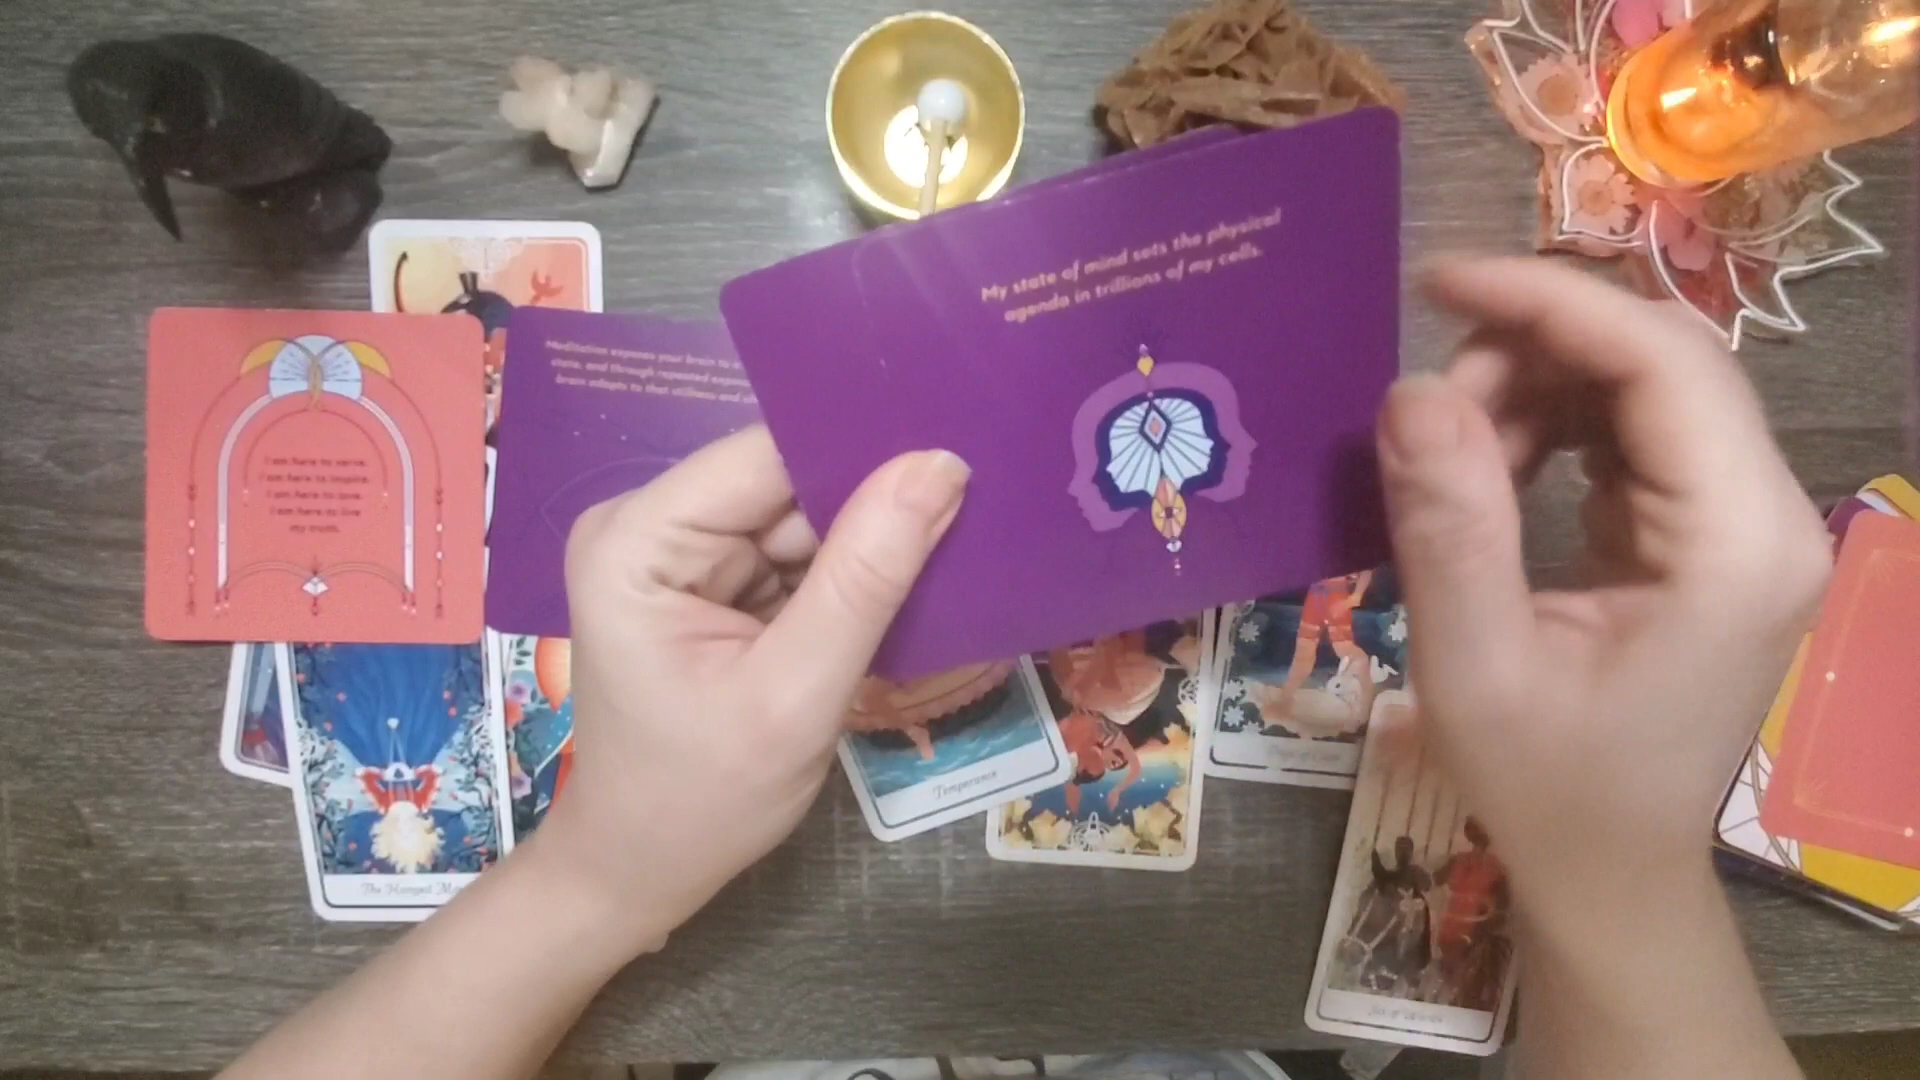 My state of mind sets the physical
agenda in trillions of my cells.
Meditation exposes your brain to a
state, and through repeated
brain adapts to that stillness and
I am here to serve.
I am here to inspire.
I am here to love.
I am here to live
my truth.
Temperance
The Hanged